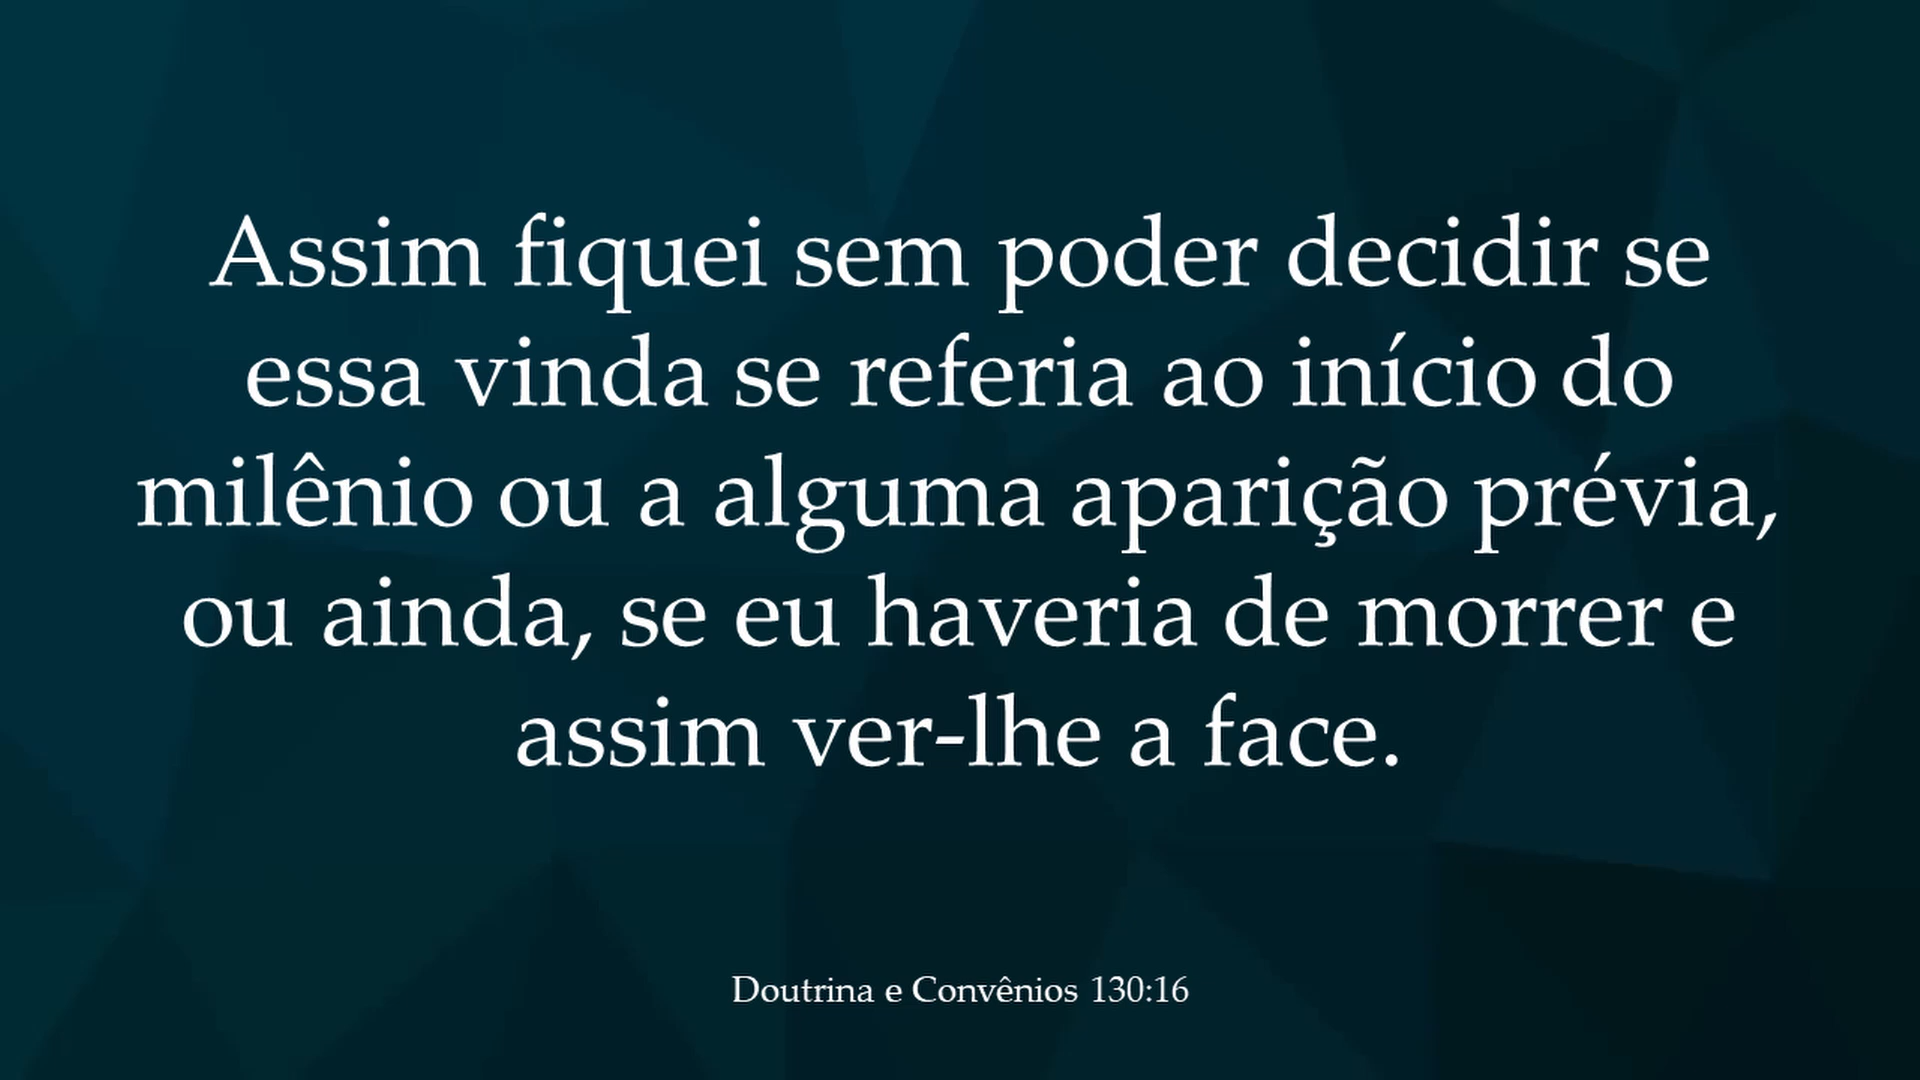 Assim fiquei sem poder decidir se
essa vinda se referia ao início do
milênio ou a alguma aparição prévia,
ou ainda, se eu haveria de morrer e
assim ver-lhe a face.
Doutrina e Convênios 130:16